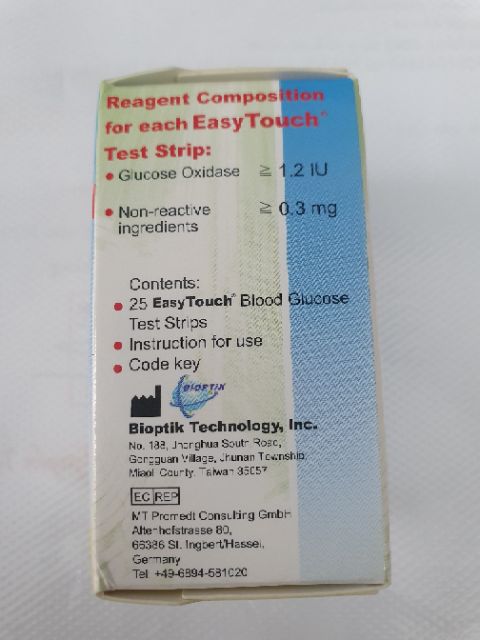 Reagent Composition
for each EasyTouch®
Test Strip:
• Glucose Oxidase ≧ 1.2 IU
• Non-reactive ≧ 0.3 mg
ingredients
Contents:
• 25 EasyTouch® Blood Glucose
Test Strips
• Instruction for use
• Code key
BIOPTIK
Bioptik Technology, Inc.
No. 188, Jhonghua South Road,
Gongguan Village, Jhunan Township,
Miaoli County, Taiwan 35057
EC REP
MT Promedt Consulting GmbH
Altenhofstrasse 80,
66386 St. Ingbert/Hassel,
Germany
Tel: +49-6894-581020